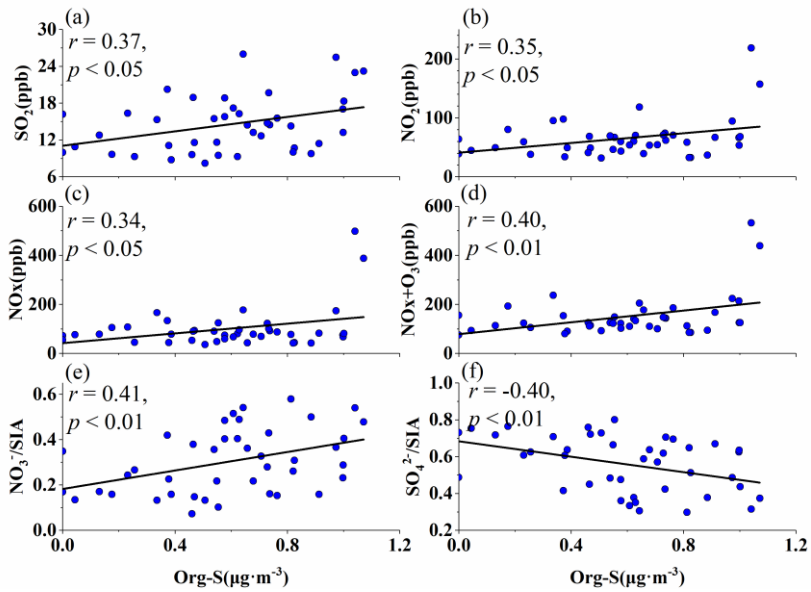 (a)
r = 0.37,
p < 0.05
SO₂(ppb)
30
24
18
12
6
(b)
r = 0.35,
p < 0.05
NO₂(ppb)
200
100
0
(c)
r = 0.34,
p < 0.05
NOx(ppb)
600
400
200
0
(d)
r = 0.40,
p < 0.01
NOx+O₃(ppb)
600
400
200
0
(e)
r = 0.41,
p < 0.01
NO₃⁻/SIA
0.6
0.4
0.2
0.0
0.0 0.4 0.8 1.2
Org-S(μg·m⁻³)
(f)
r = -0.40,
p < 0.01
SO₄²⁻/SIA
1.0
0.8
0.6
0.4
0.2
0.0 0.4 0.8 1.2
Org-S(μg·m⁻³)